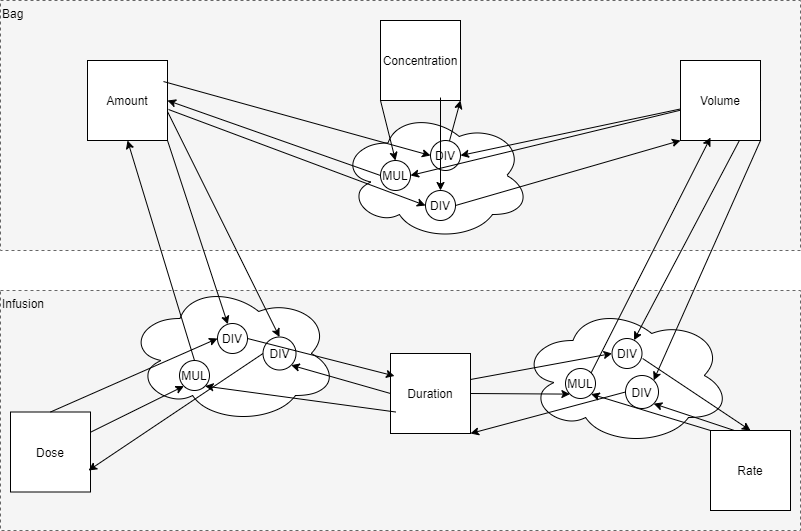 Bag
Concentration
Amount
Volume
DIV
MUL
DIV
Infusion
DIV
DIV
MUL
DIV
MUL
DIV
Duration
Dose
Rate